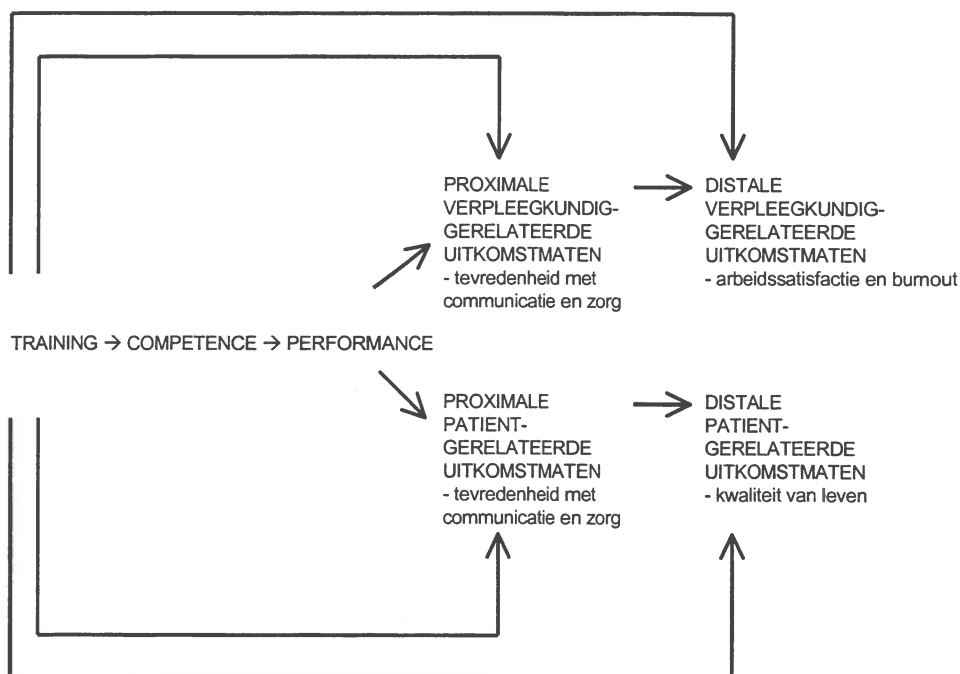 PROXIMALE
VERPLEEGKUNDIG-
GERELATEERDE
UITKOMSTMATEN
- tevredenheid met
communicatie en zorg
DISTALE
VERPLEEGKUNDIG-
GERELATEERDE
UITKOMSTMATEN
- arbeidssatisfactie en burnout
TRAINING → COMPETENCE → PERFORMANCE
PROXIMALE
PATIENT-
GERELATEERDE
UITKOMSTMATEN
- tevredenheid met
communicatie en zorg
DISTALE
PATIENT-
GERELATEERDE
UITKOMSTMATEN
- kwaliteit van leven